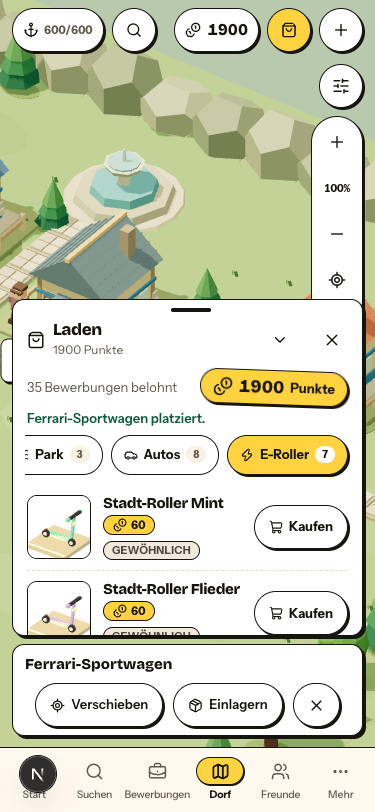 600/600
1900
100%
Laden
1900 Punkte
35 Bewerbungen belohnt
1900 Punkte
Ferrari-Sportwagen platziert.
Park 3
Autos 8
E-Roller 7
Stadt-Roller Mint
60
GEWÖHNLICH
Kaufen
Stadt-Roller Flieder
60
GEWÖHNLICH
Kaufen
Ferrari-Sportwagen
Verschieben
Einlagern
N
Start
Suchen
Bewerbungen
Dorf
Freunde
Mehr